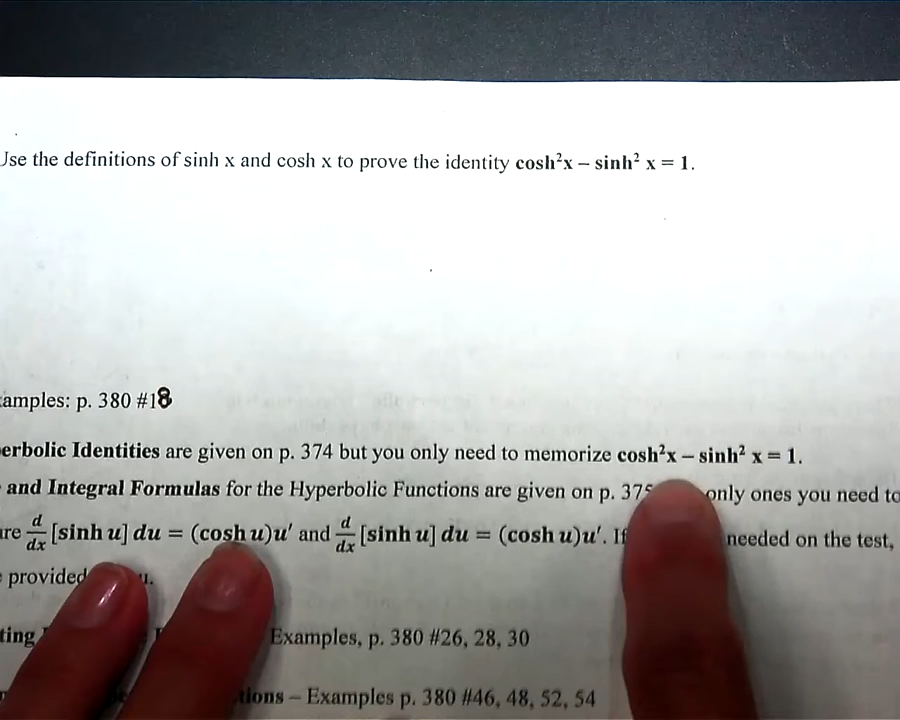 Use the definitions of sinh x and cosh x to prove the identity cosh²x – sinh² x = 1.
amples: p. 380 #18
erbolic Identities are given on p. 374 but you only need to memorize cosh²x – sinh² x = 1.
and Integral Formulas for the Hyperbolic Functions are given on p. 375 only ones you need to
are d/dx [sinh u] du = (cosh u)u′ and d/dx [sinh u] du = (cosh u)u′. If needed on the test,
provided
ting Examples, p. 380 #26, 28, 30
tions – Examples p. 380 #46, 48, 52, 54